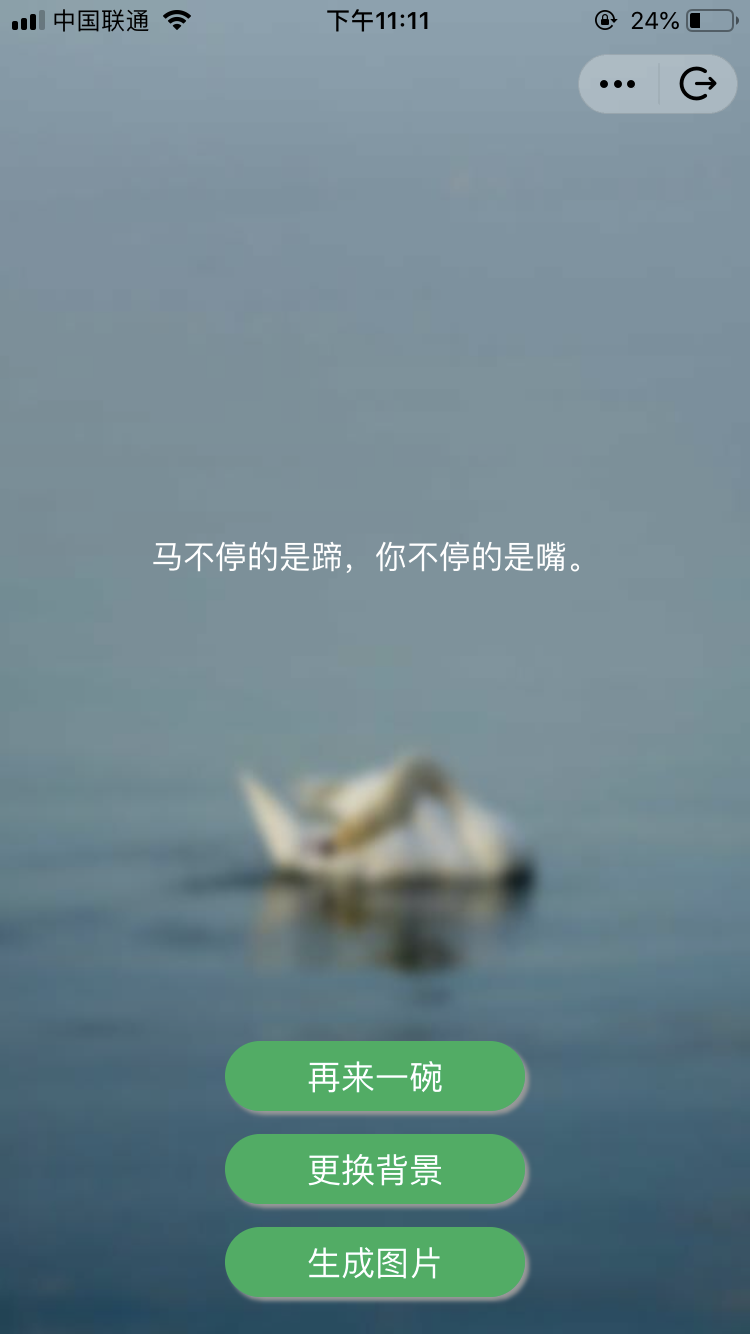 中国联通 下午11:11 24%
马不停的是蹄，你不停的是嘴。
再来一碗
更换背景
生成图片